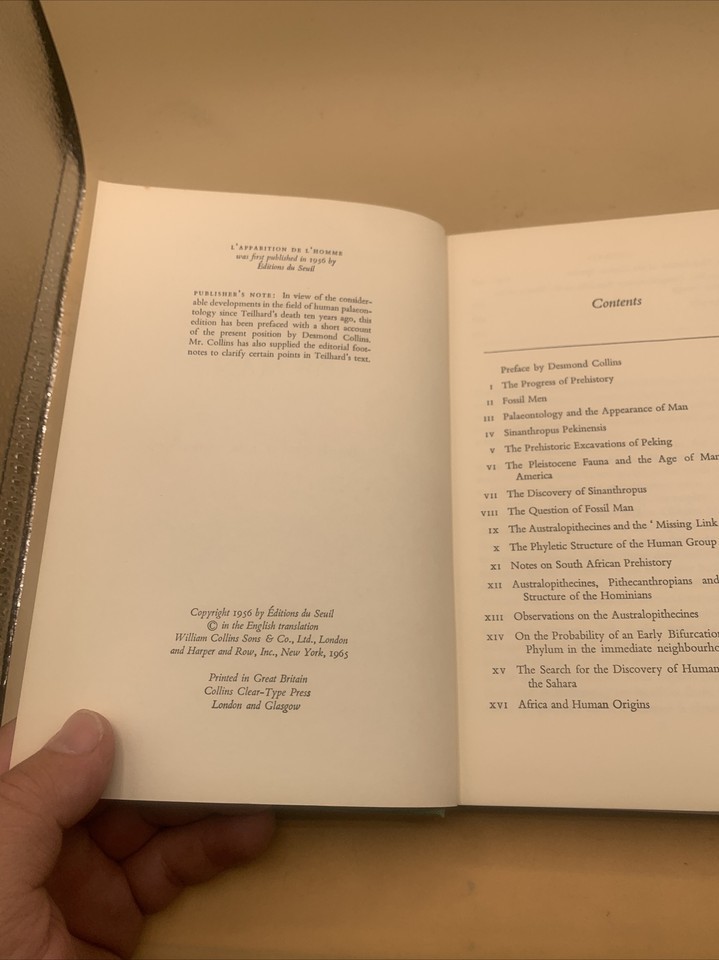 L'APPARITION DE L'HOMME
was first published in 1956 by
Éditions du Seuil
PUBLISHER'S NOTE: In view of the consider-
able developments in the field of human palaeon-
tology since Teilhard's death ten years ago, this
edition has been prefaced with a short account
of the present position by Desmond Collins.
Mr. Collins has also supplied the editorial foot-
notes to clarify certain points in Teilhard's text.
Copyright 1956 by Éditions du Seuil
© in the English translation
William Collins Sons & Co., Ltd., London
and Harper and Row, Inc., New York, 1965
Printed in Great Britain
Collins Clear-Type Press
London and Glasgow
Contents
Preface by Desmond Collins
I The Progress of Prehistory
II Fossil Men
III Palaeontology and the Appearance of Man
IV Sinanthropus Pekinensis
V The Prehistoric Excavations of Peking
VI The Pleistocene Fauna and the Age of Man
America
VII The Discovery of Sinanthropus
VIII The Question of Fossil Man
IX The Australopithecines and the 'Missing Link
X The Phyletic Structure of the Human Group
XI Notes on South African Prehistory
XII Australopithecines, Pithecanthropians and
Structure of the Hominians
XIII Observations on the Australopithecines
XIV On the Probability of an Early Bifurcatio
Phylum in the immediate neighbourho
XV The Search for the Discovery of Human
the Sahara
XVI Africa and Human Origins